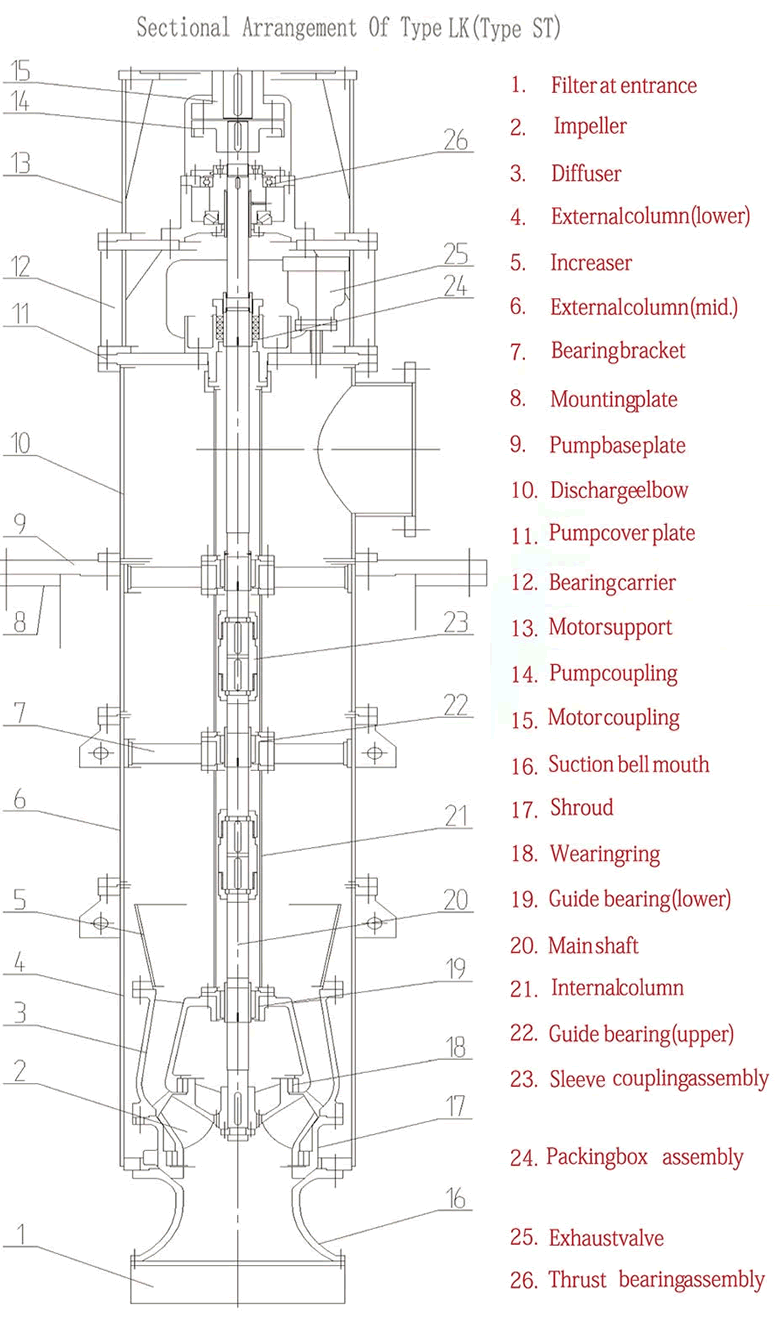 Sectional Arrangement Of Type LK(Type ST)
15
14
13
12
11
10
9
8
7
6
5
4
3
2
1
26
25
24
23
22
21
20
19
18
17
16
1. Filter at entrance
2. Impeller
3. Diffuser
4. Externalcolumn(lower)
5. Increaser
6. Externalcolumn(mid.)
7. Bearingbracket
8. Mountingplate
9. Pumpbaseplate
10. Dischargeelbow
11. Pumpcover plate
12. Bearingcarrier
13. Motorsupport
14. Pumpcoupling
15. Motorcoupling
16. Suction bell mouth
17. Shroud
18. Wearingring
19. Guide bearing(lower)
20. Main shaft
21. Internalcolumn
22. Guide bearing(upper)
23. Sleeve couplingassembly
24. Packingbox assembly
25. Exhaustvalve
26. Thrust bearingassembly